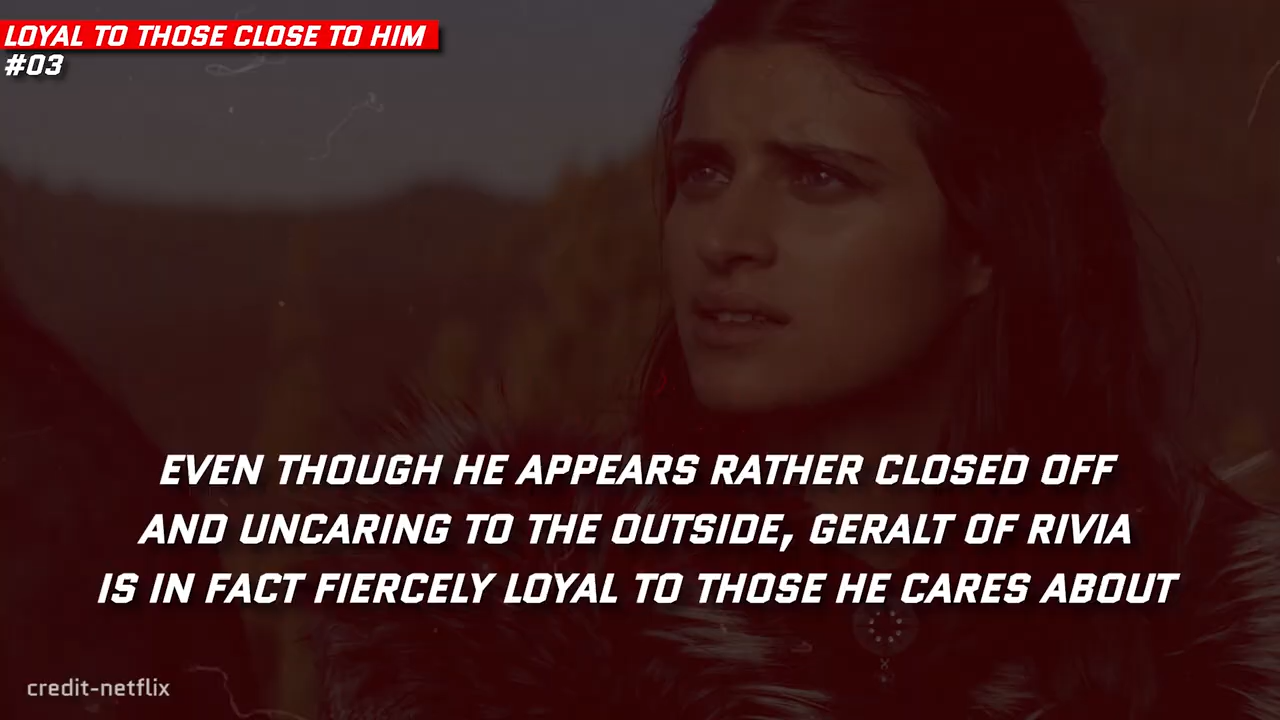 LOYAL TO THOSE CLOSE TO HIM
#03
EVEN THOUGH HE APPEARS RATHER CLOSED OFF
AND UNCARING TO THE OUTSIDE, GERALT OF RIVIA
IS IN FACT FIERCELY LOYAL TO THOSE HE CARES ABOUT
credit-netflix